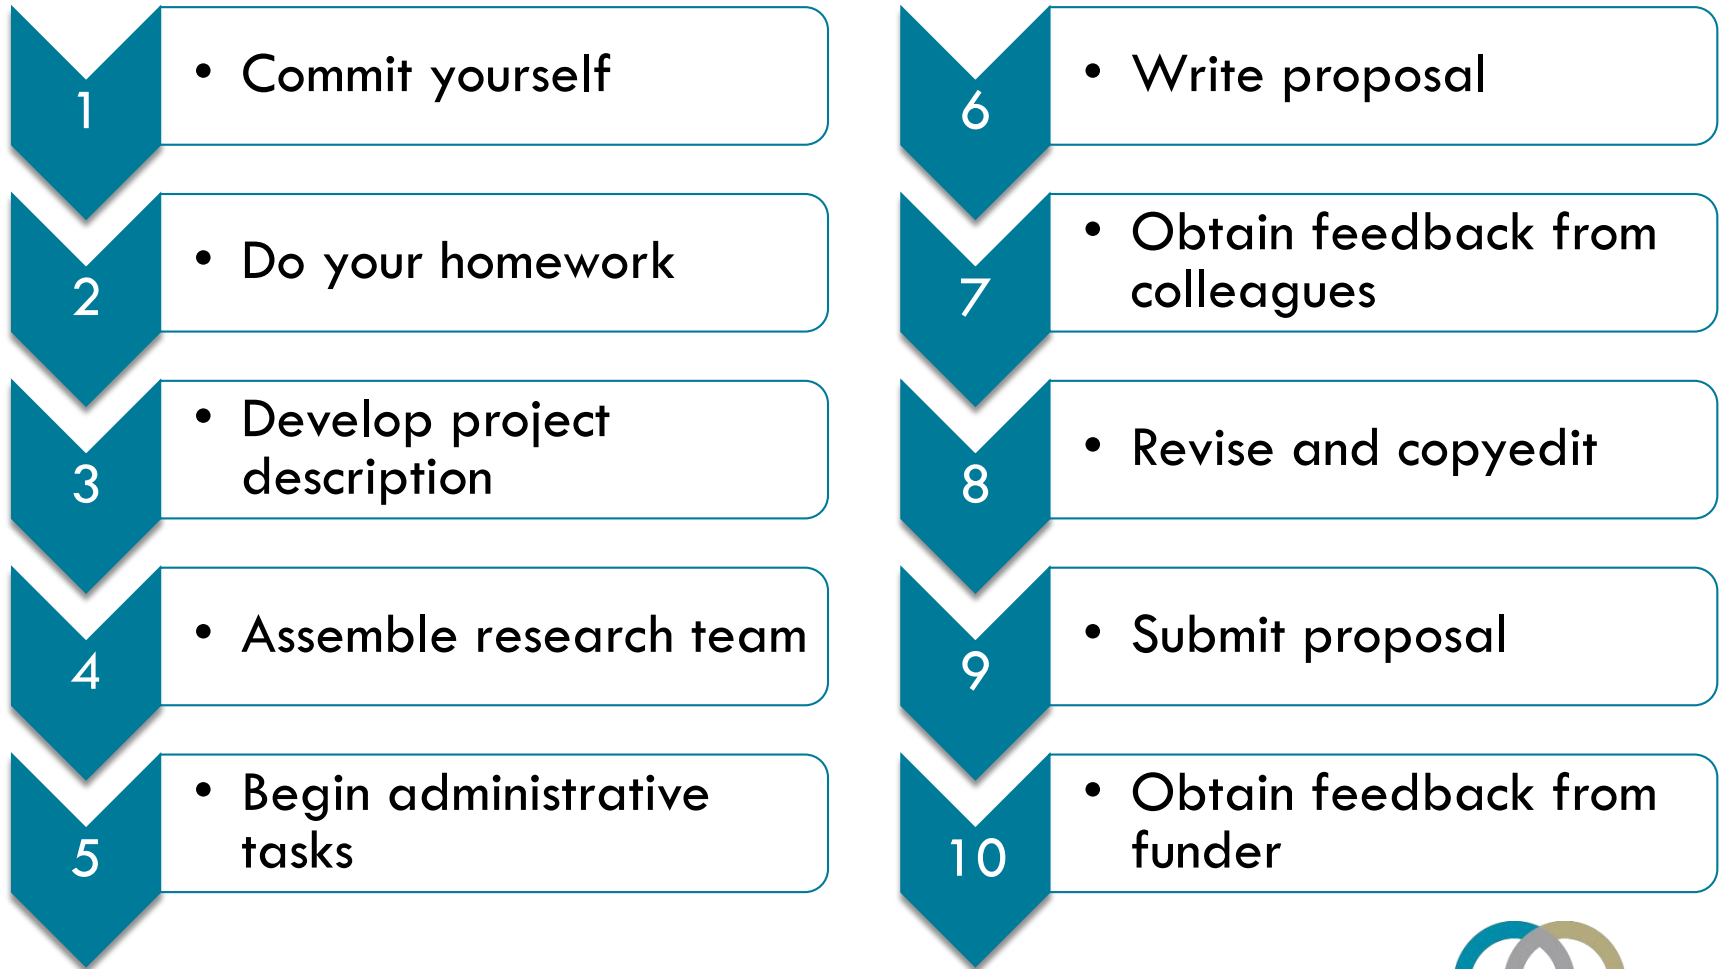 1
• Commit yourself
2
• Do your homework
3
• Develop project
description
4
• Assemble research team
5
• Begin administrative
tasks
6
• Write proposal
7
• Obtain feedback from
colleagues
8
• Revise and copyedit
9
• Submit proposal
10
• Obtain feedback from
funder